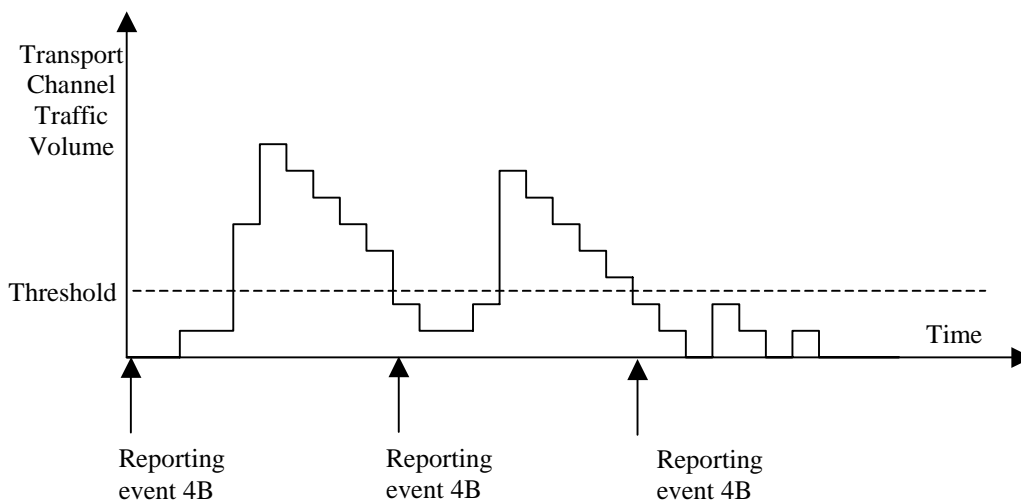 Transport
Channel
Traffic
Volume
Threshold
Time
Reporting
event 4B
Reporting
event 4B
Reporting
event 4B